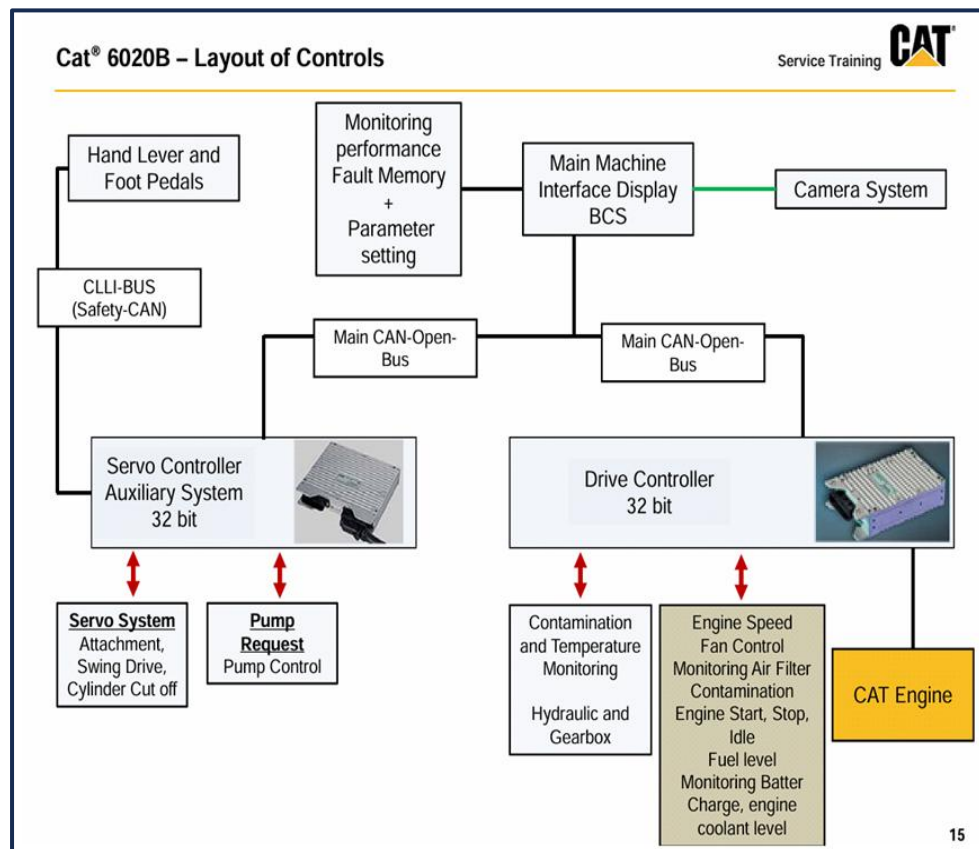 Cat® 6020B – Layout of Controls
Service Training
CAT®
Hand Lever and
Foot Pedals
Monitoring
performance
Fault Memory
+
Parameter
setting
Main Machine
Interface Display
BCS
Camera System
CLLI-BUS
(Safety-CAN)
Main CAN-Open-
Bus
Main CAN-Open-
Bus
Servo Controller
Auxiliary System
32 bit
Drive Controller
32 bit
Servo System
Attachment,
Swing Drive,
Cylinder Cut off
Pump
Request
Pump Control
Contamination
and Temperature
Monitoring
Hydraulic and
Gearbox
Engine Speed
Fan Control
Monitoring Air Filter
Contamination
Engine Start, Stop,
Idle
Fuel level
Monitoring Batter
Charge, engine
coolant level
CAT Engine
15